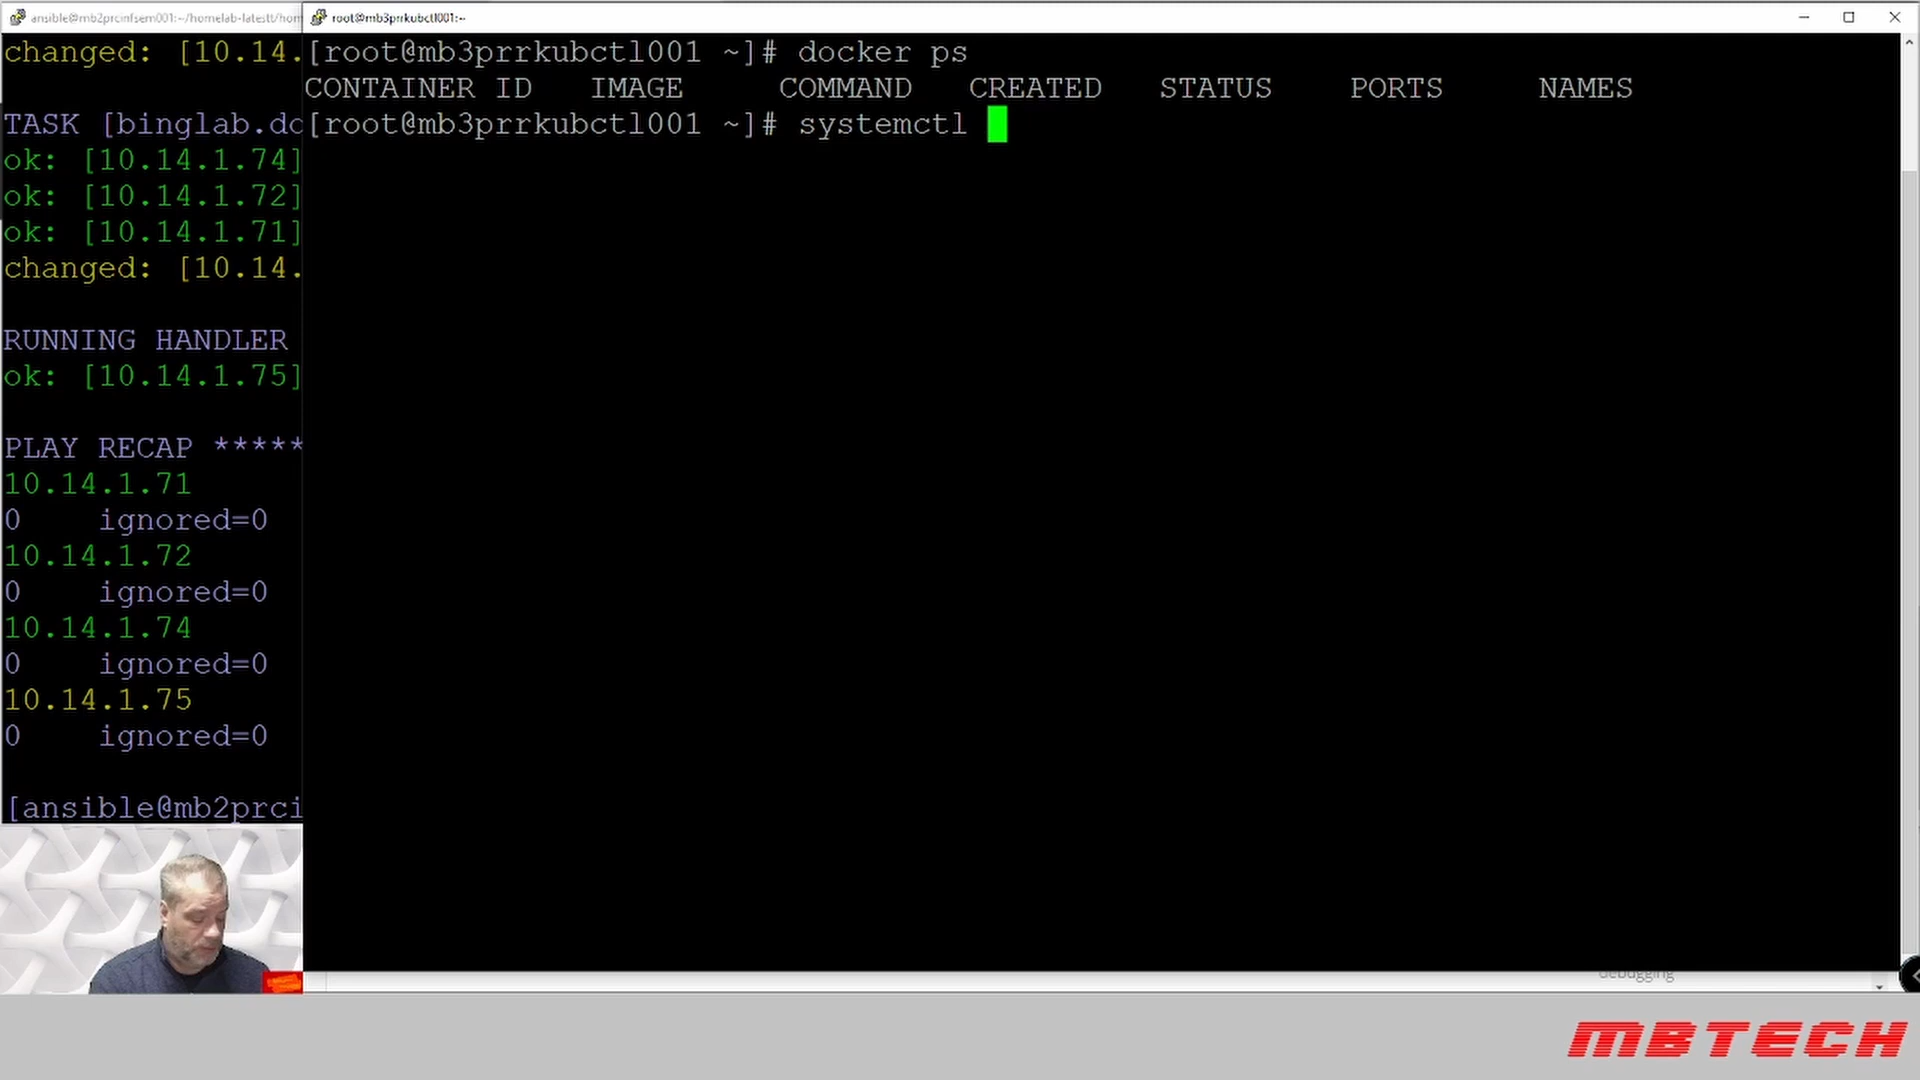 ansible@mb2prcinfsem001:~/homelab-latestt/hom
changed: [10.14.
TASK [binglab.do
ok: [10.14.1.74]
ok: [10.14.1.72]
ok: [10.14.1.71]
changed: [10.14.
RUNNING HANDLER
ok: [10.14.1.75]
PLAY RECAP *****
10.14.1.71
0 ignored=0
10.14.1.72
0 ignored=0
10.14.1.74
0 ignored=0
10.14.1.75
0 ignored=0
[ansible@mb2prci
root@mb3prrkubctl001:~
[root@mb3prrkubctl001 ~]# docker ps
CONTAINER ID IMAGE COMMAND CREATED STATUS PORTS NAMES
[root@mb3prrkubctl001 ~]# systemctl
debugging
MBTECH